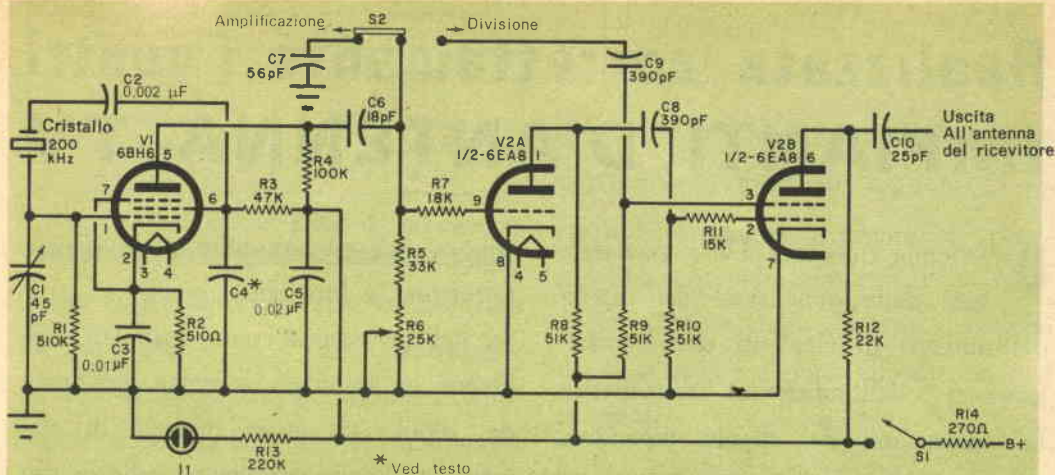 Amplificazione
S2
Divisione
C7
56pF
C9
390pF
C2
0.002 µF
Cristallo
200
kHz
V1
6BH6
5
C6
18pF
C8
390pF
V2A
1/2-6EA8
1
V2B
1/2-6EA8
6
C10
25pF
Uscita
All'antenna
del ricevitore
R4
100K
7
1
6
R3
47K
R7
18K
9
3
2
R11
15K
2
3
4
8
4
5
7
C1
45
pF
R1
510K
R2
510Ω
C3
0.01µF
C4*
C5
0.02µF
R5
33K
R6
25K
R8
51K
R9
51K
R10
51K
R12
22K
I1
R13
220K
* Ved. testo
S1
R14
270Ω
B+